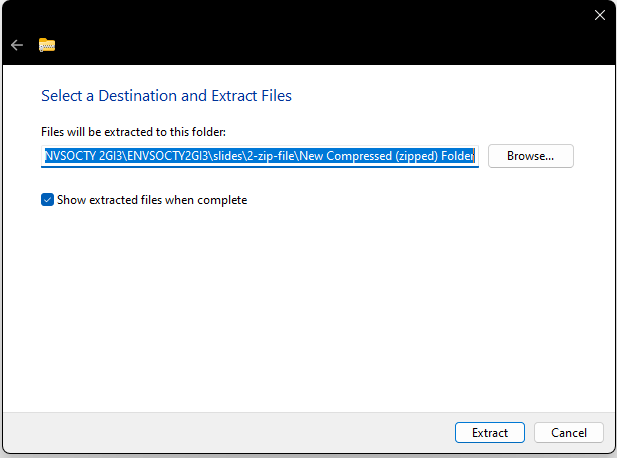 Select a Destination and Extract Files
Files will be extracted to this folder:
NVSOCTY 2GI3\ENVSOCTY2GI3\slides\2-zip-file\New Compressed (zipped) Folder
Browse...
Show extracted files when complete
Extract
Cancel